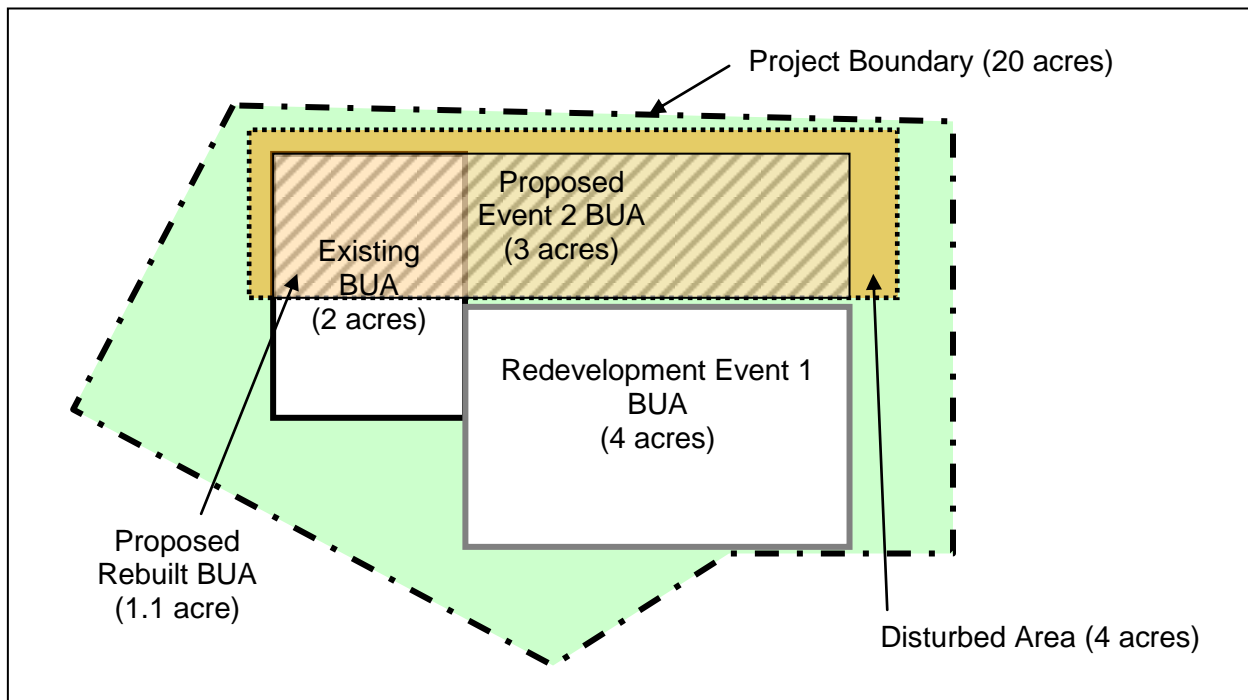 Project Boundary (20 acres)
Proposed
Event 2 BUA
(3 acres)
Existing
BUA
(2 acres)
Redevelopment Event 1
BUA
(4 acres)
Proposed
Rebuilt BUA
(1.1 acre)
Disturbed Area (4 acres)